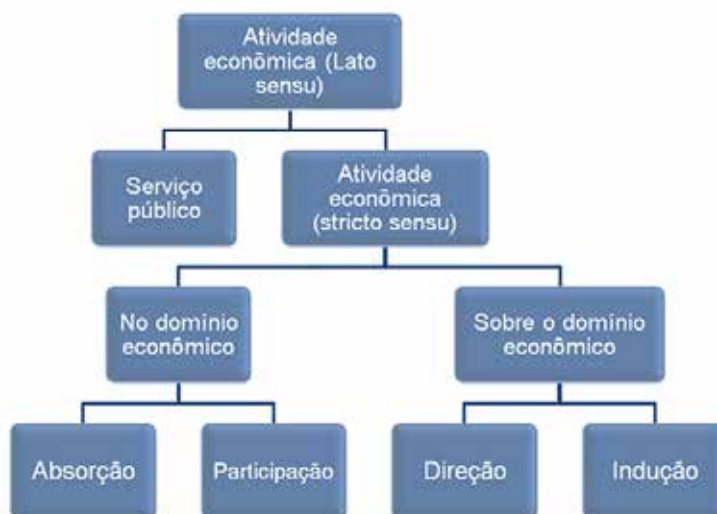 Atividade
econômica (Lato
sensu)
Serviço
público
Atividade
econômica
(stricto sensu)
No domínio
econômico
Sobre o domínio
econômico
Absorção
Participação
Direção
Indução